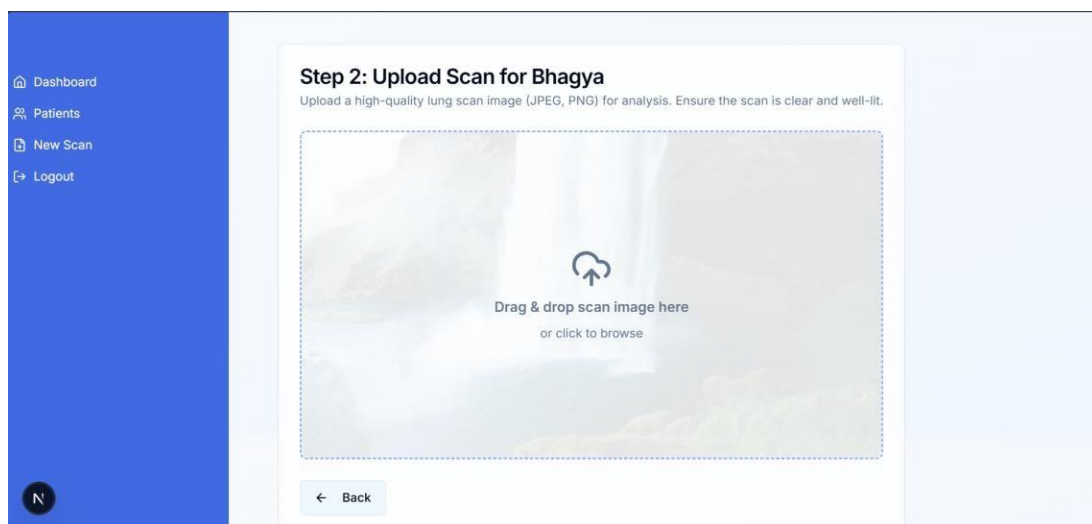 Dashboard
Patients
New Scan
Logout
N
Step 2: Upload Scan for Bhagya
Upload a high-quality lung scan image (JPEG, PNG) for analysis. Ensure the scan is clear and well-lit.
Drag & drop scan image here
or click to browse
Back